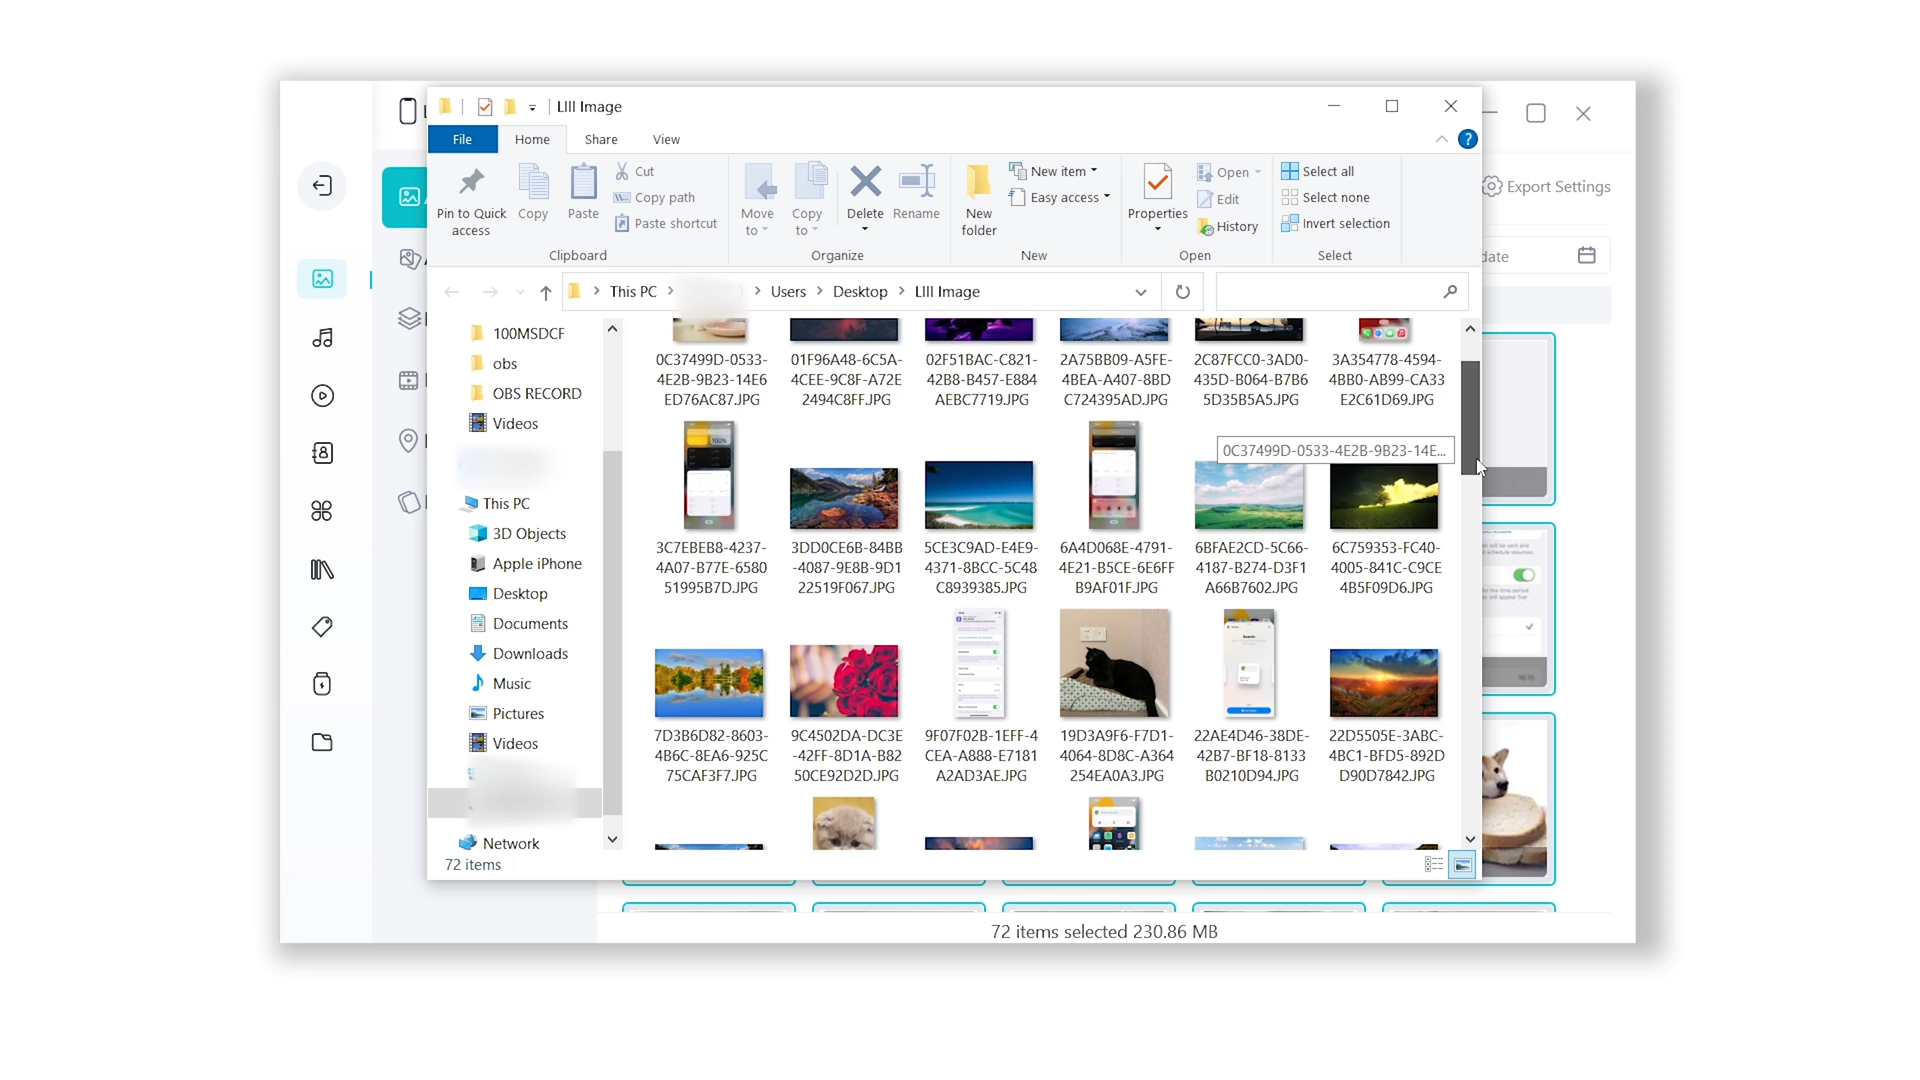 LIII Image
File
Home
Share
View
Export Settings
Pin to Quick
access
Copy
Paste
Cut
Copy path
Paste shortcut
Clipboard
Move
to
Copy
to
Delete
Rename
Organize
New
folder
New item
Easy access
New
Properties
Open
Edit
History
Open
Select all
Select none
Invert selection
Select
This PC
Users
Desktop
LIII Image
100MSDCF
obs
OBS RECORD
Videos
This PC
3D Objects
Apple iPhone
Desktop
Documents
Downloads
Music
Pictures
Videos
Network
72 items
0C37499D-0533-
4E2B-9B23-14E6
ED76AC87.JPG
01F96A48-6C5A-
4CEE-9C8F-A72E
2494C8FF.JPG
02F51BAC-C821-
42B8-B457-E884
AEBC7719.JPG
2A75BB09-A5FE-
4BEA-A407-8BD
C724395AD.JPG
2C87FCC0-3AD0-
435D-B064-B7B6
5D35B5A5.JPG
3A354778-4594-
4BB0-AB99-CA33
E2C61D69.JPG
0C37499D-0533-4E2B-9B23-14E...
3C7EBEB8-4237-
4A07-B77E-6580
51995B7D.JPG
3DD0CE6B-84BB
-4087-9E8B-9D1
22519F067.JPG
5CE3C9AD-E4E9-
4371-8BCC-5C48
C8939385.JPG
6A4D068E-4791-
4E21-B5CE-6E6FF
B9AF01F.JPG
6BFAE2CD-5C66-
4187-B274-D3F1
A66B7602.JPG
6C759353-FC40-
4005-841C-C9CE
4B5F09D6.JPG
7D3B6D82-8603-
4B6C-8EA6-925C
75CAF3F7.JPG
9C4502DA-DC3E
-42FF-8D1A-B82
50CE92D2D.JPG
9F07F02B-1EFF-4
CEA-A888-E7181
A2AD3AE.JPG
19D3A9F6-F7D1-
4064-8D8C-A364
254EA0A3.JPG
22AE4D46-38DE-
42B7-BF18-8133
B0210D94.JPG
22D5505E-3ABC-
4BC1-BFD5-892D
D90D7842.JPG
72 items selected 230.86 MB